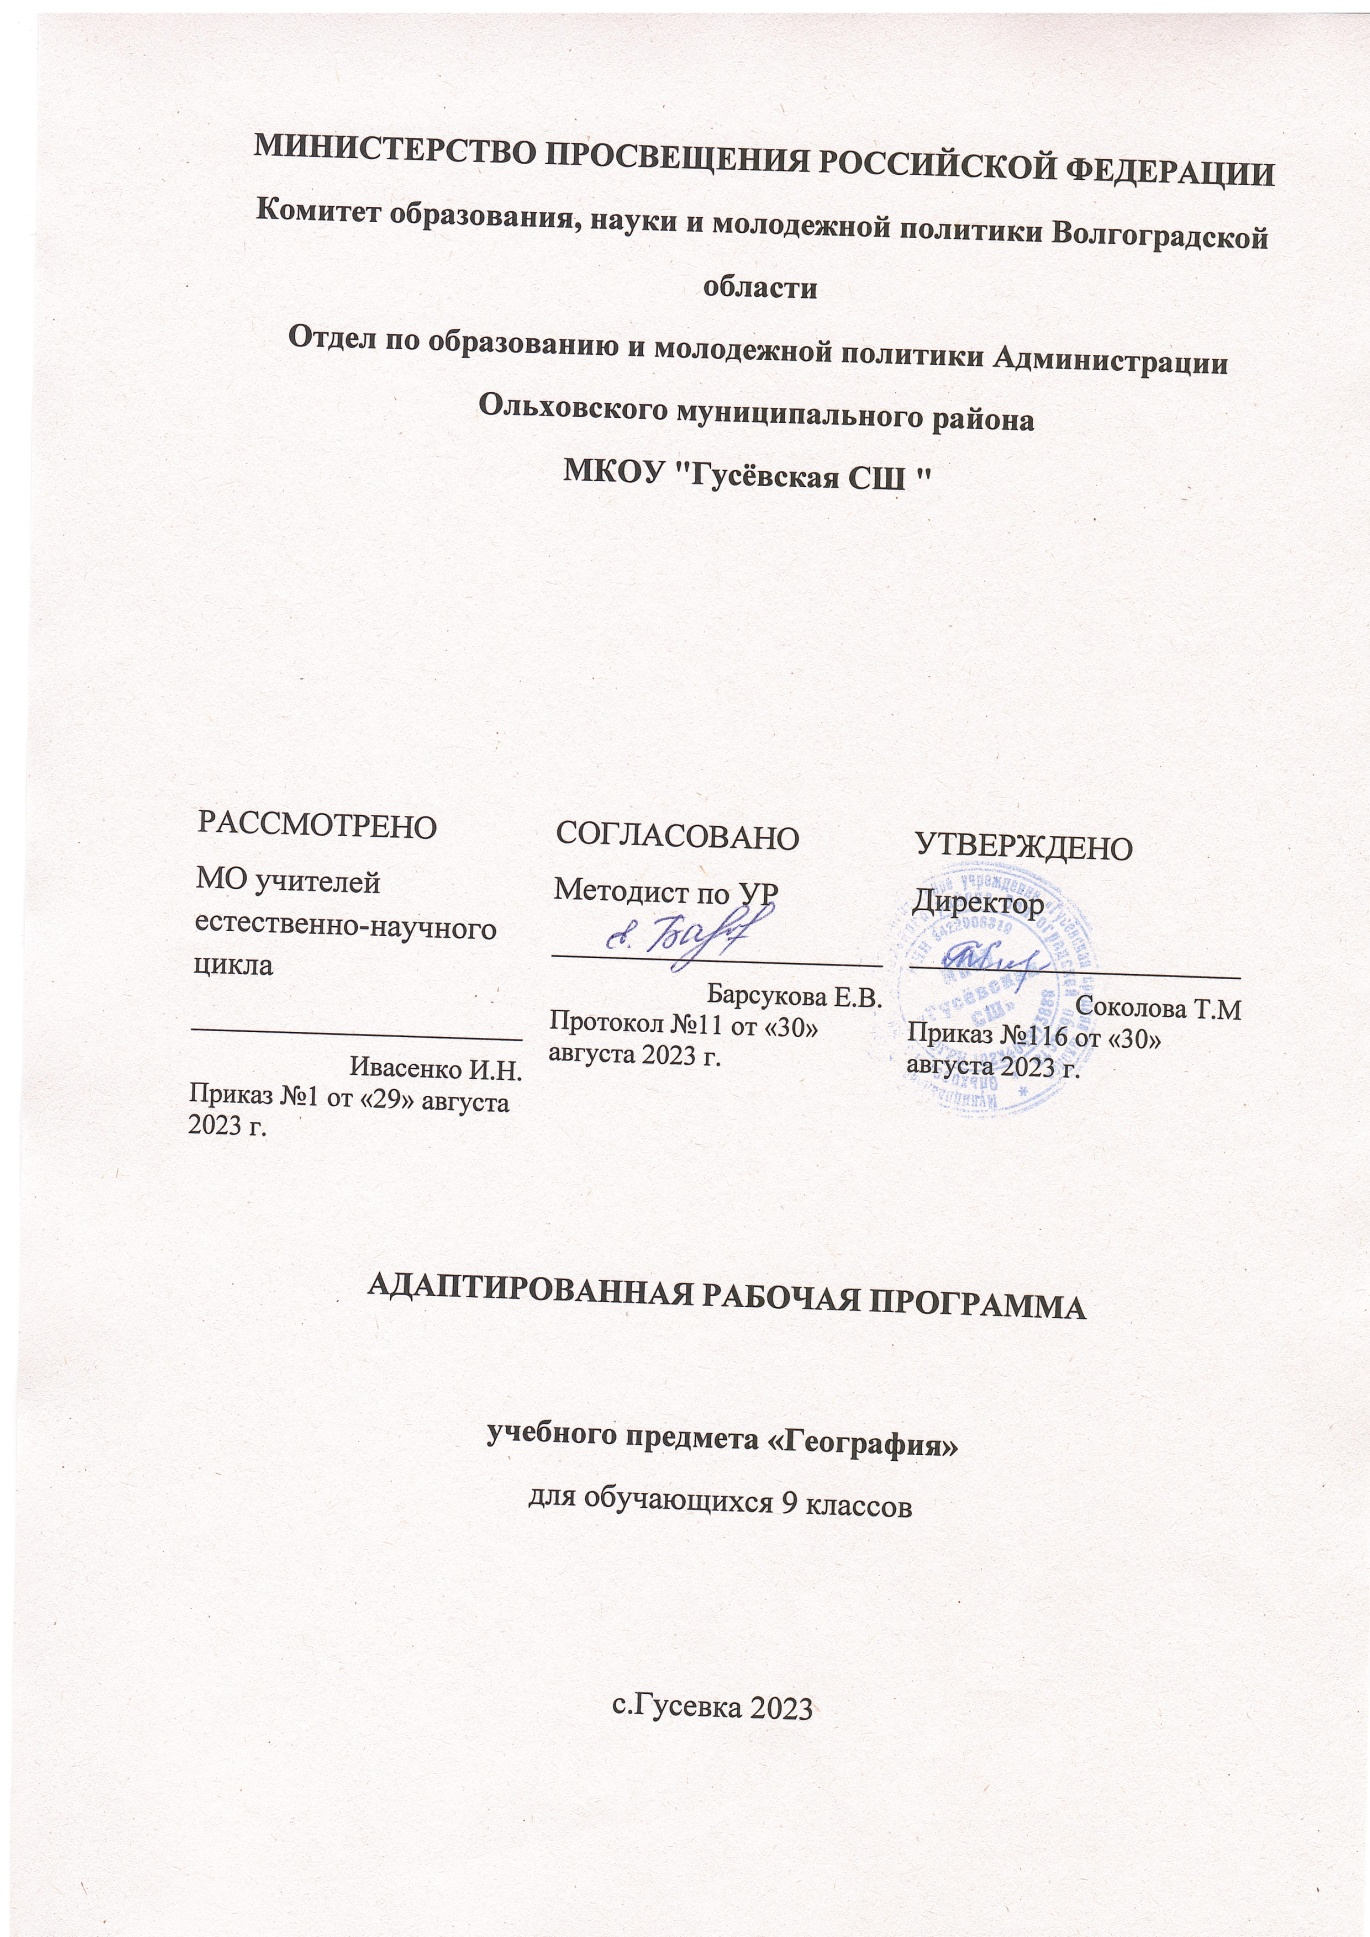 МИНИСТЕРСТВО ПРОСВЕЩЕНИЯ РОССИЙСКОЙ ФЕДЕРАЦИИ
Комитет образования, науки и молодежной политики Волгоградской
области
Отдел по образованию и молодежной политики Администрации
Ольховского муниципального района
МКОУ "Гусёвская СШ "
РАССМОТРЕНО
МО учителей
естественно-научного
цикла
Ивасенко И.Н.
Приказ №1 от «29» августа
2023 г.
СОГЛАСОВАНО
Методист по УР
Барсукова Е.В.
Протокол №11 от «30»
августа 2023 г.
УТВЕРЖДЕНО
Директор
Соколова Т.М
Приказ №116 от «30»
августа 2023 г.
«Гусёвская
СШ»
АДАПТИРОВАННАЯ РАБОЧАЯ ПРОГРАММА
учебного предмета «География»
для обучающихся 9 классов
с.Гусевка 2023